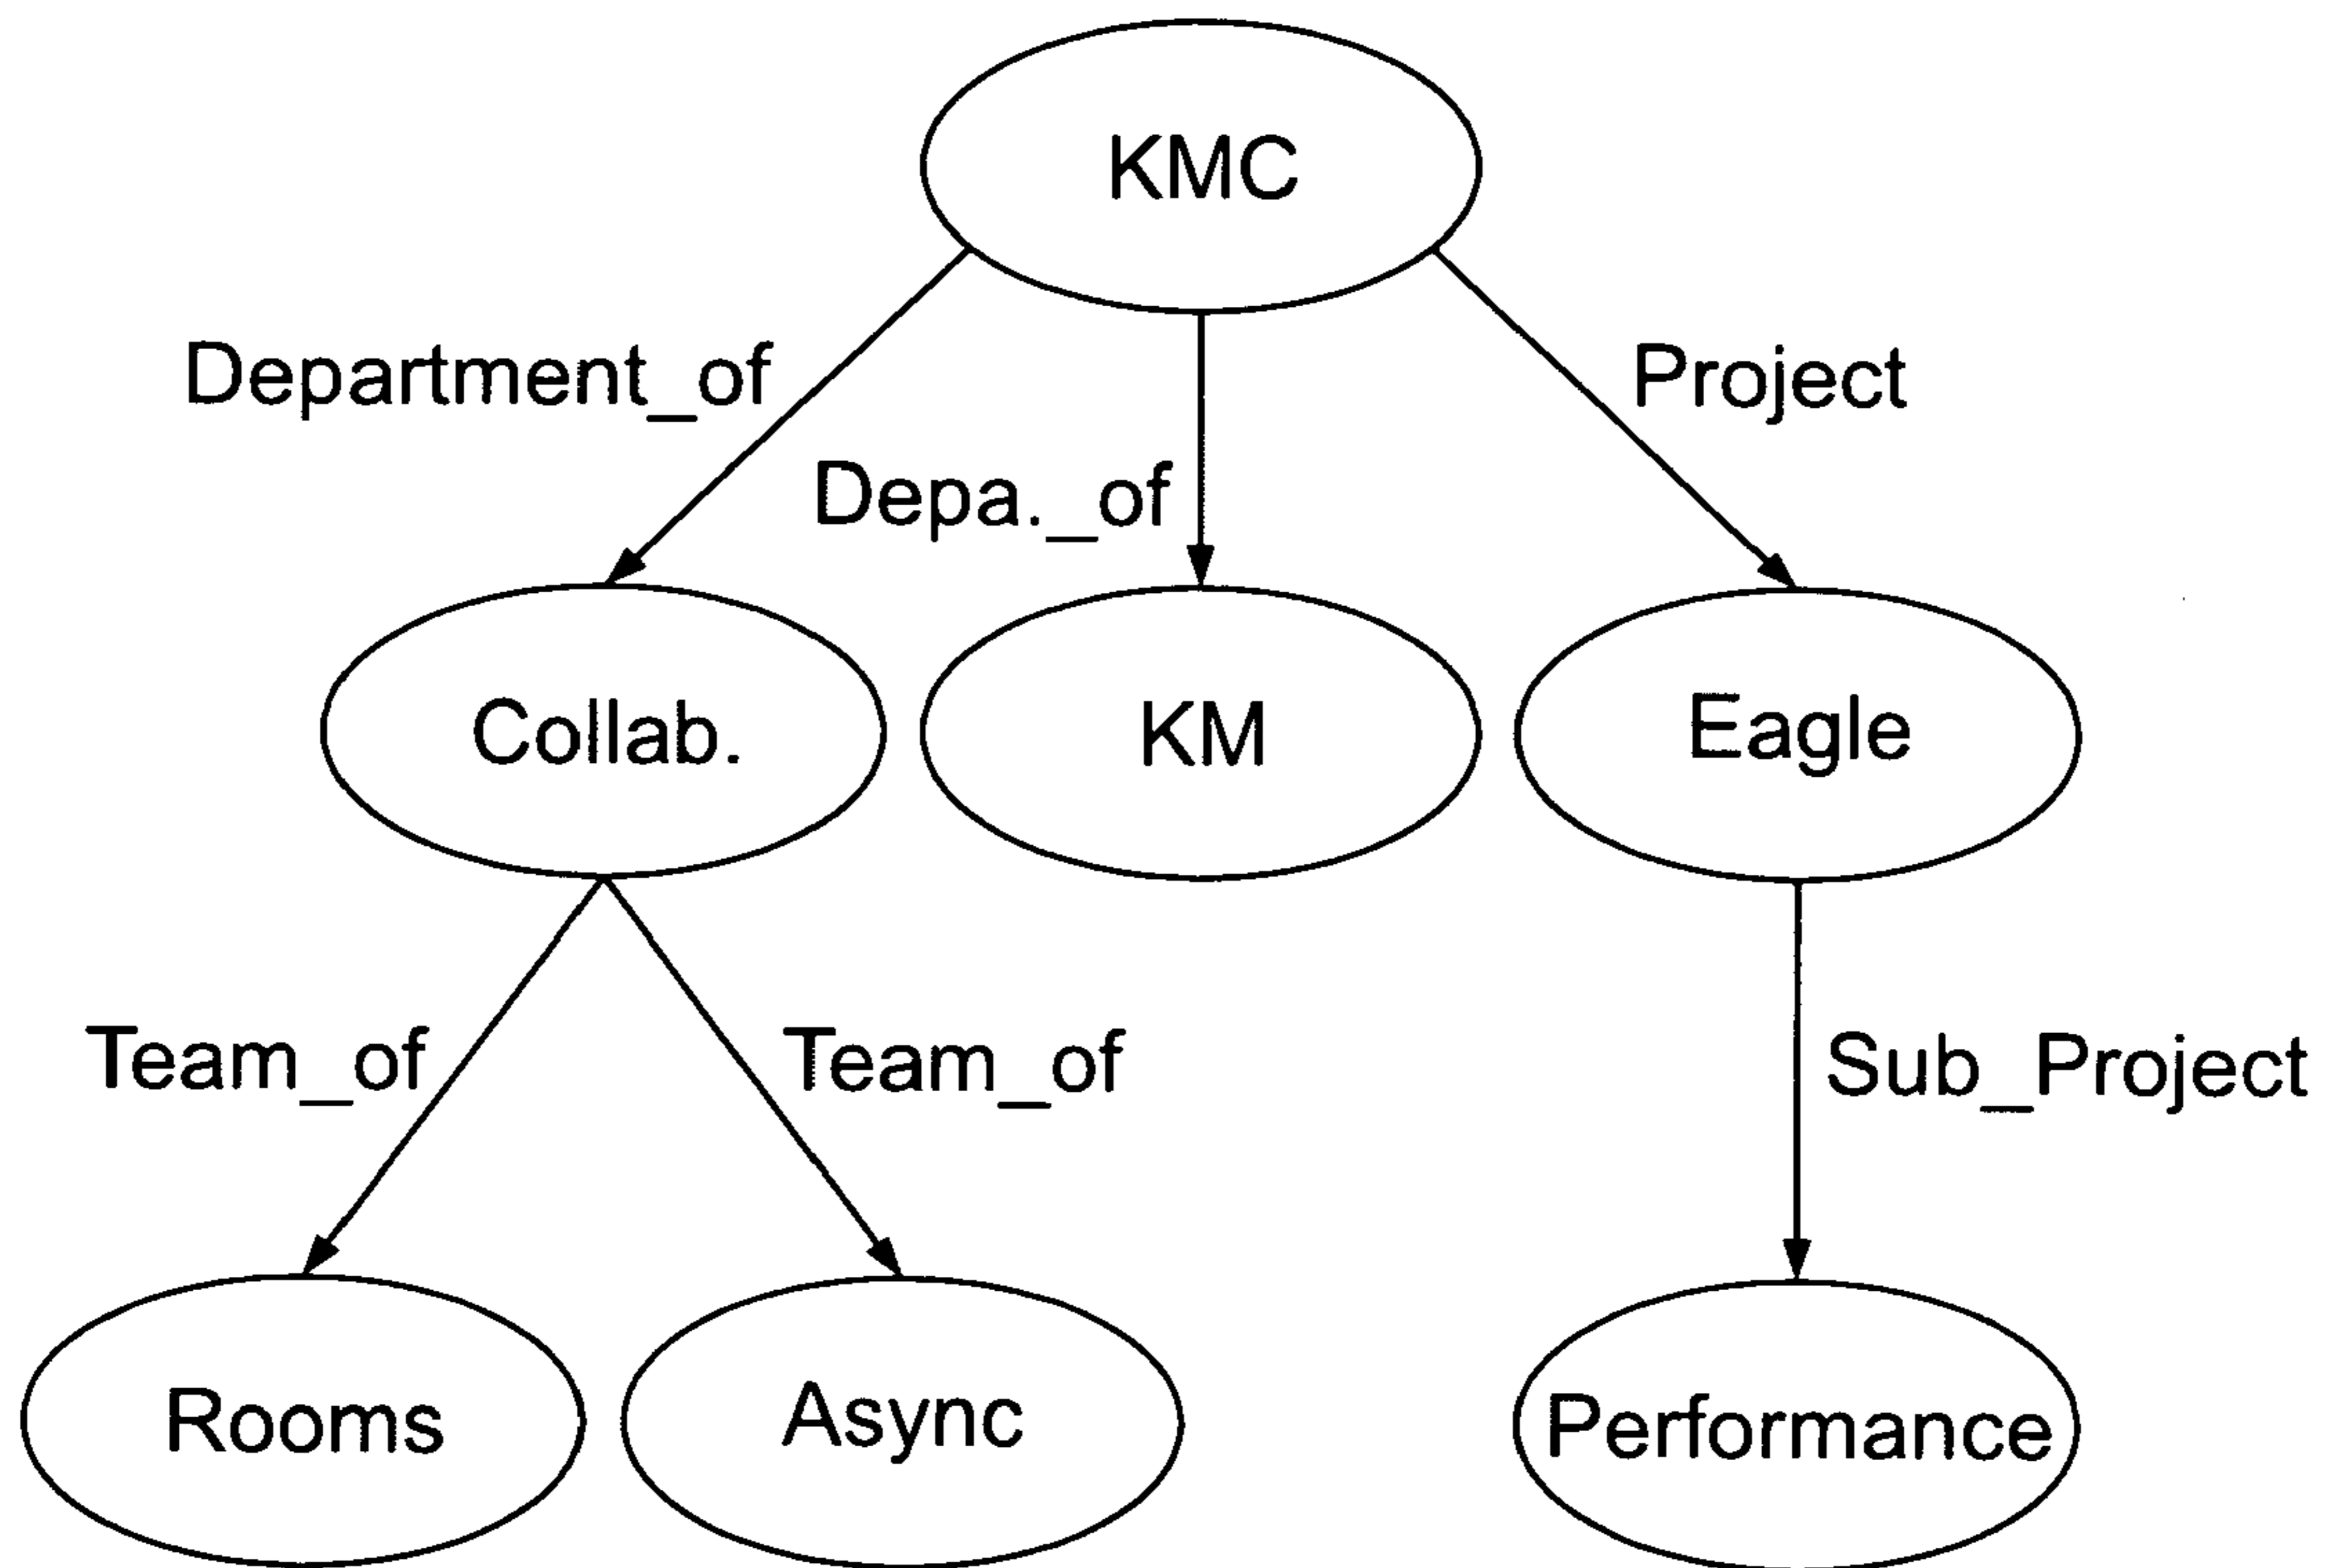 KMC
Department_of
Project
Depa._of
Collab.
KM
Eagle
Team_of
Team_of
Sub_Project
Rooms
Async
Performance